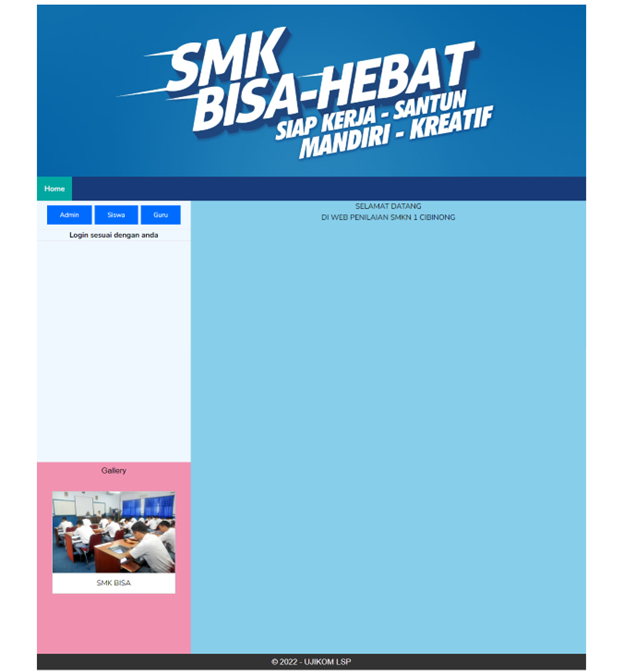 SMK
BISA-HEBAT
SIAP KERJA - SANTUN
MANDIRI - KREATIF
Home
Admin Siswa Guru
Login sesuai dengan anda
SELAMAT DATANG
DI WEB PENILAIAN SMKN 1 CIBINONG
Gallery
SMK BISA
© 2022 - UJIKOM LSP